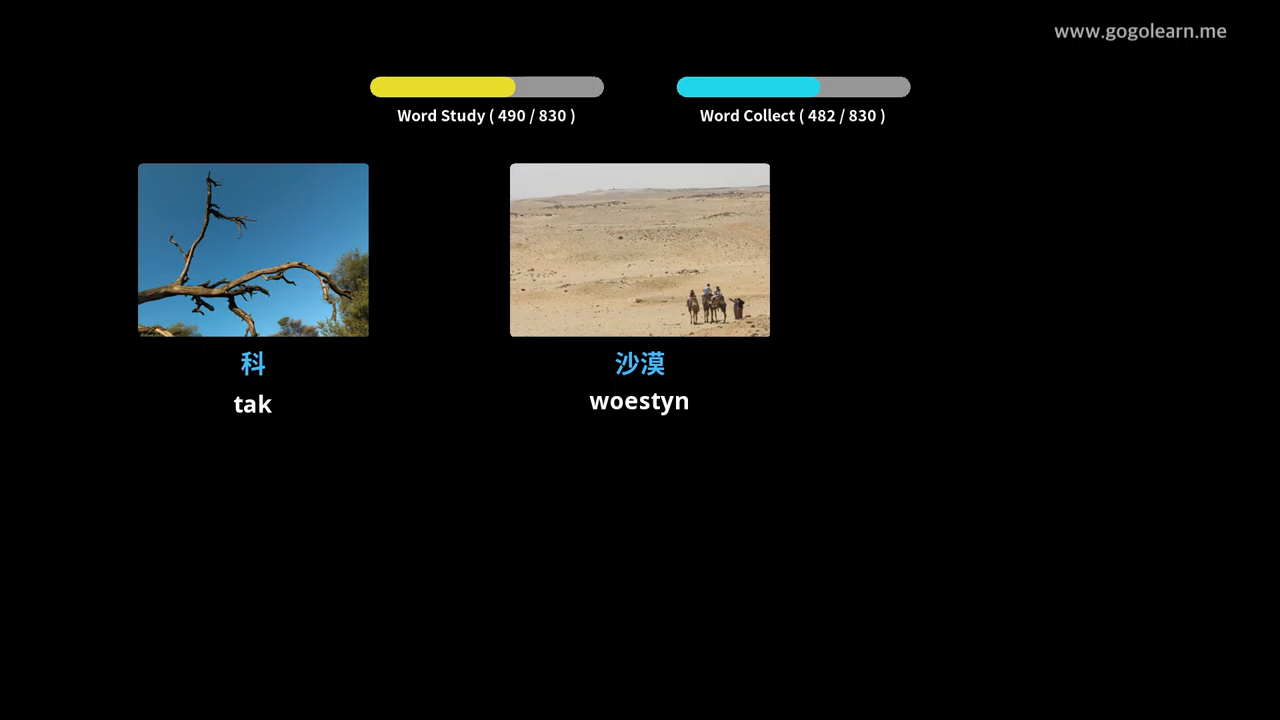 www.gogolearn.me
Word Study ( 490 / 830 )
Word Collect ( 482 / 830 )
科
tak
沙漠
woestyn